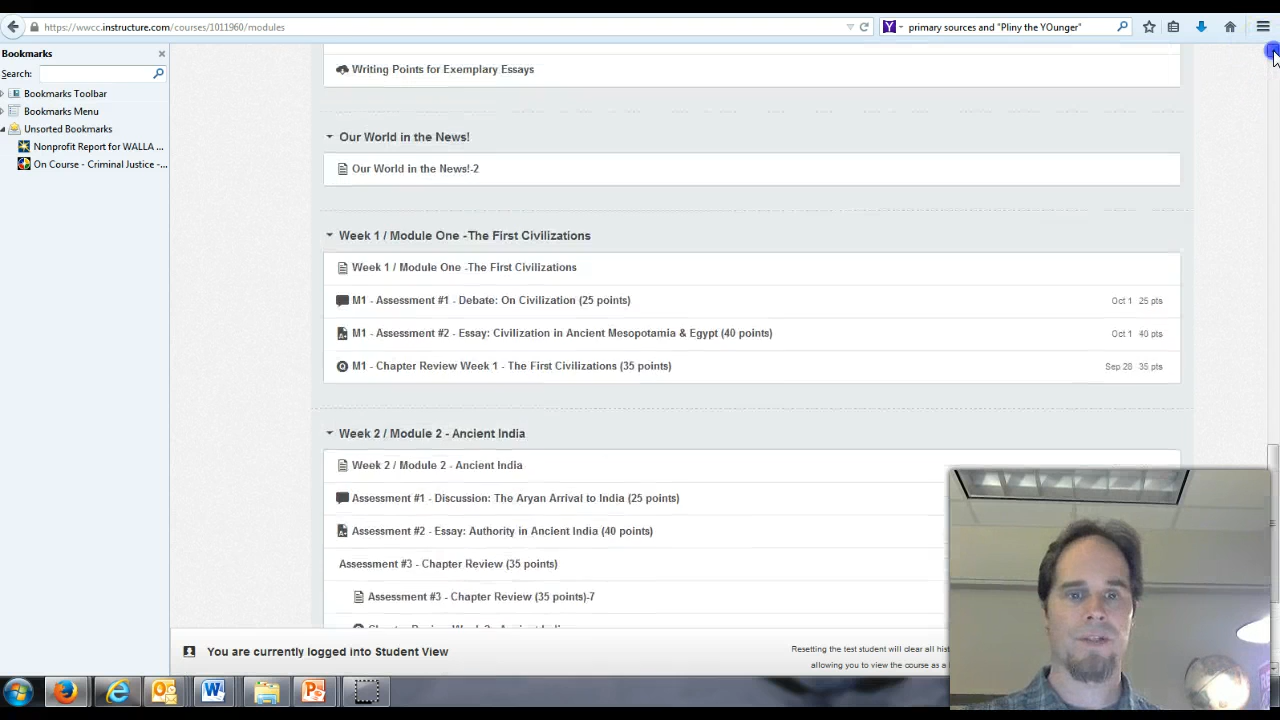 https://wwcc.instructure.com/courses/1011960/modules
primary sources and "Pliny the YOunger"
Bookmarks
Search:
Bookmarks Toolbar
Bookmarks Menu
Unsorted Bookmarks
Nonprofit Report for WALLA ...
On Course - Criminal Justice -...
Writing Points for Exemplary Essays
Our World in the News!
Our World in the News!-2
Week 1 / Module One -The First Civilizations
Week 1 / Module One -The First Civilizations
M1 - Assessment #1 - Debate: On Civilization (25 points) Oct 1 25 pts
M1 - Assessment #2 - Essay: Civilization in Ancient Mesopotamia & Egypt (40 points) Oct 1 40 pts
M1 - Chapter Review Week 1 - The First Civilizations (35 points) Sep 28 35 pts
Week 2 / Module 2 - Ancient India
Week 2 / Module 2 - Ancient India
Assessment #1 - Discussion: The Aryan Arrival to India (25 points)
Assessment #2 - Essay: Authority in Ancient India (40 points)
Assessment #3 - Chapter Review (35 points)
Assessment #3 - Chapter Review (35 points)-7
You are currently logged into Student View
Resetting the test student will clear all
allowing you to view the course as a